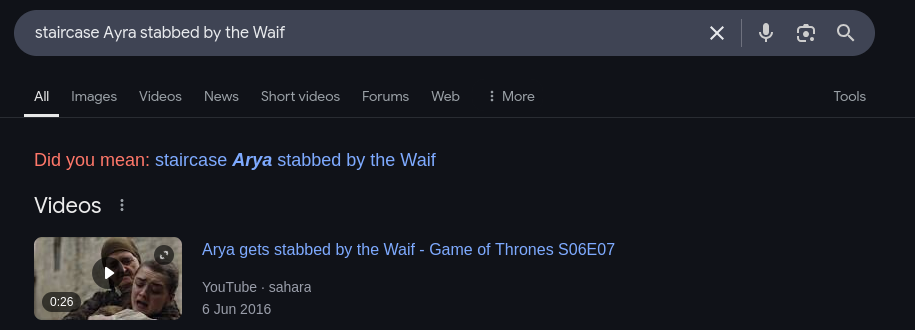 staircase Ayra stabbed by the Waif
All Images Videos News Short videos Forums Web More Tools
Did you mean: staircase Arya stabbed by the Waif
Videos
Arya gets stabbed by the Waif - Game of Thrones S06E07
YouTube · sahara
0:26
6 Jun 2016